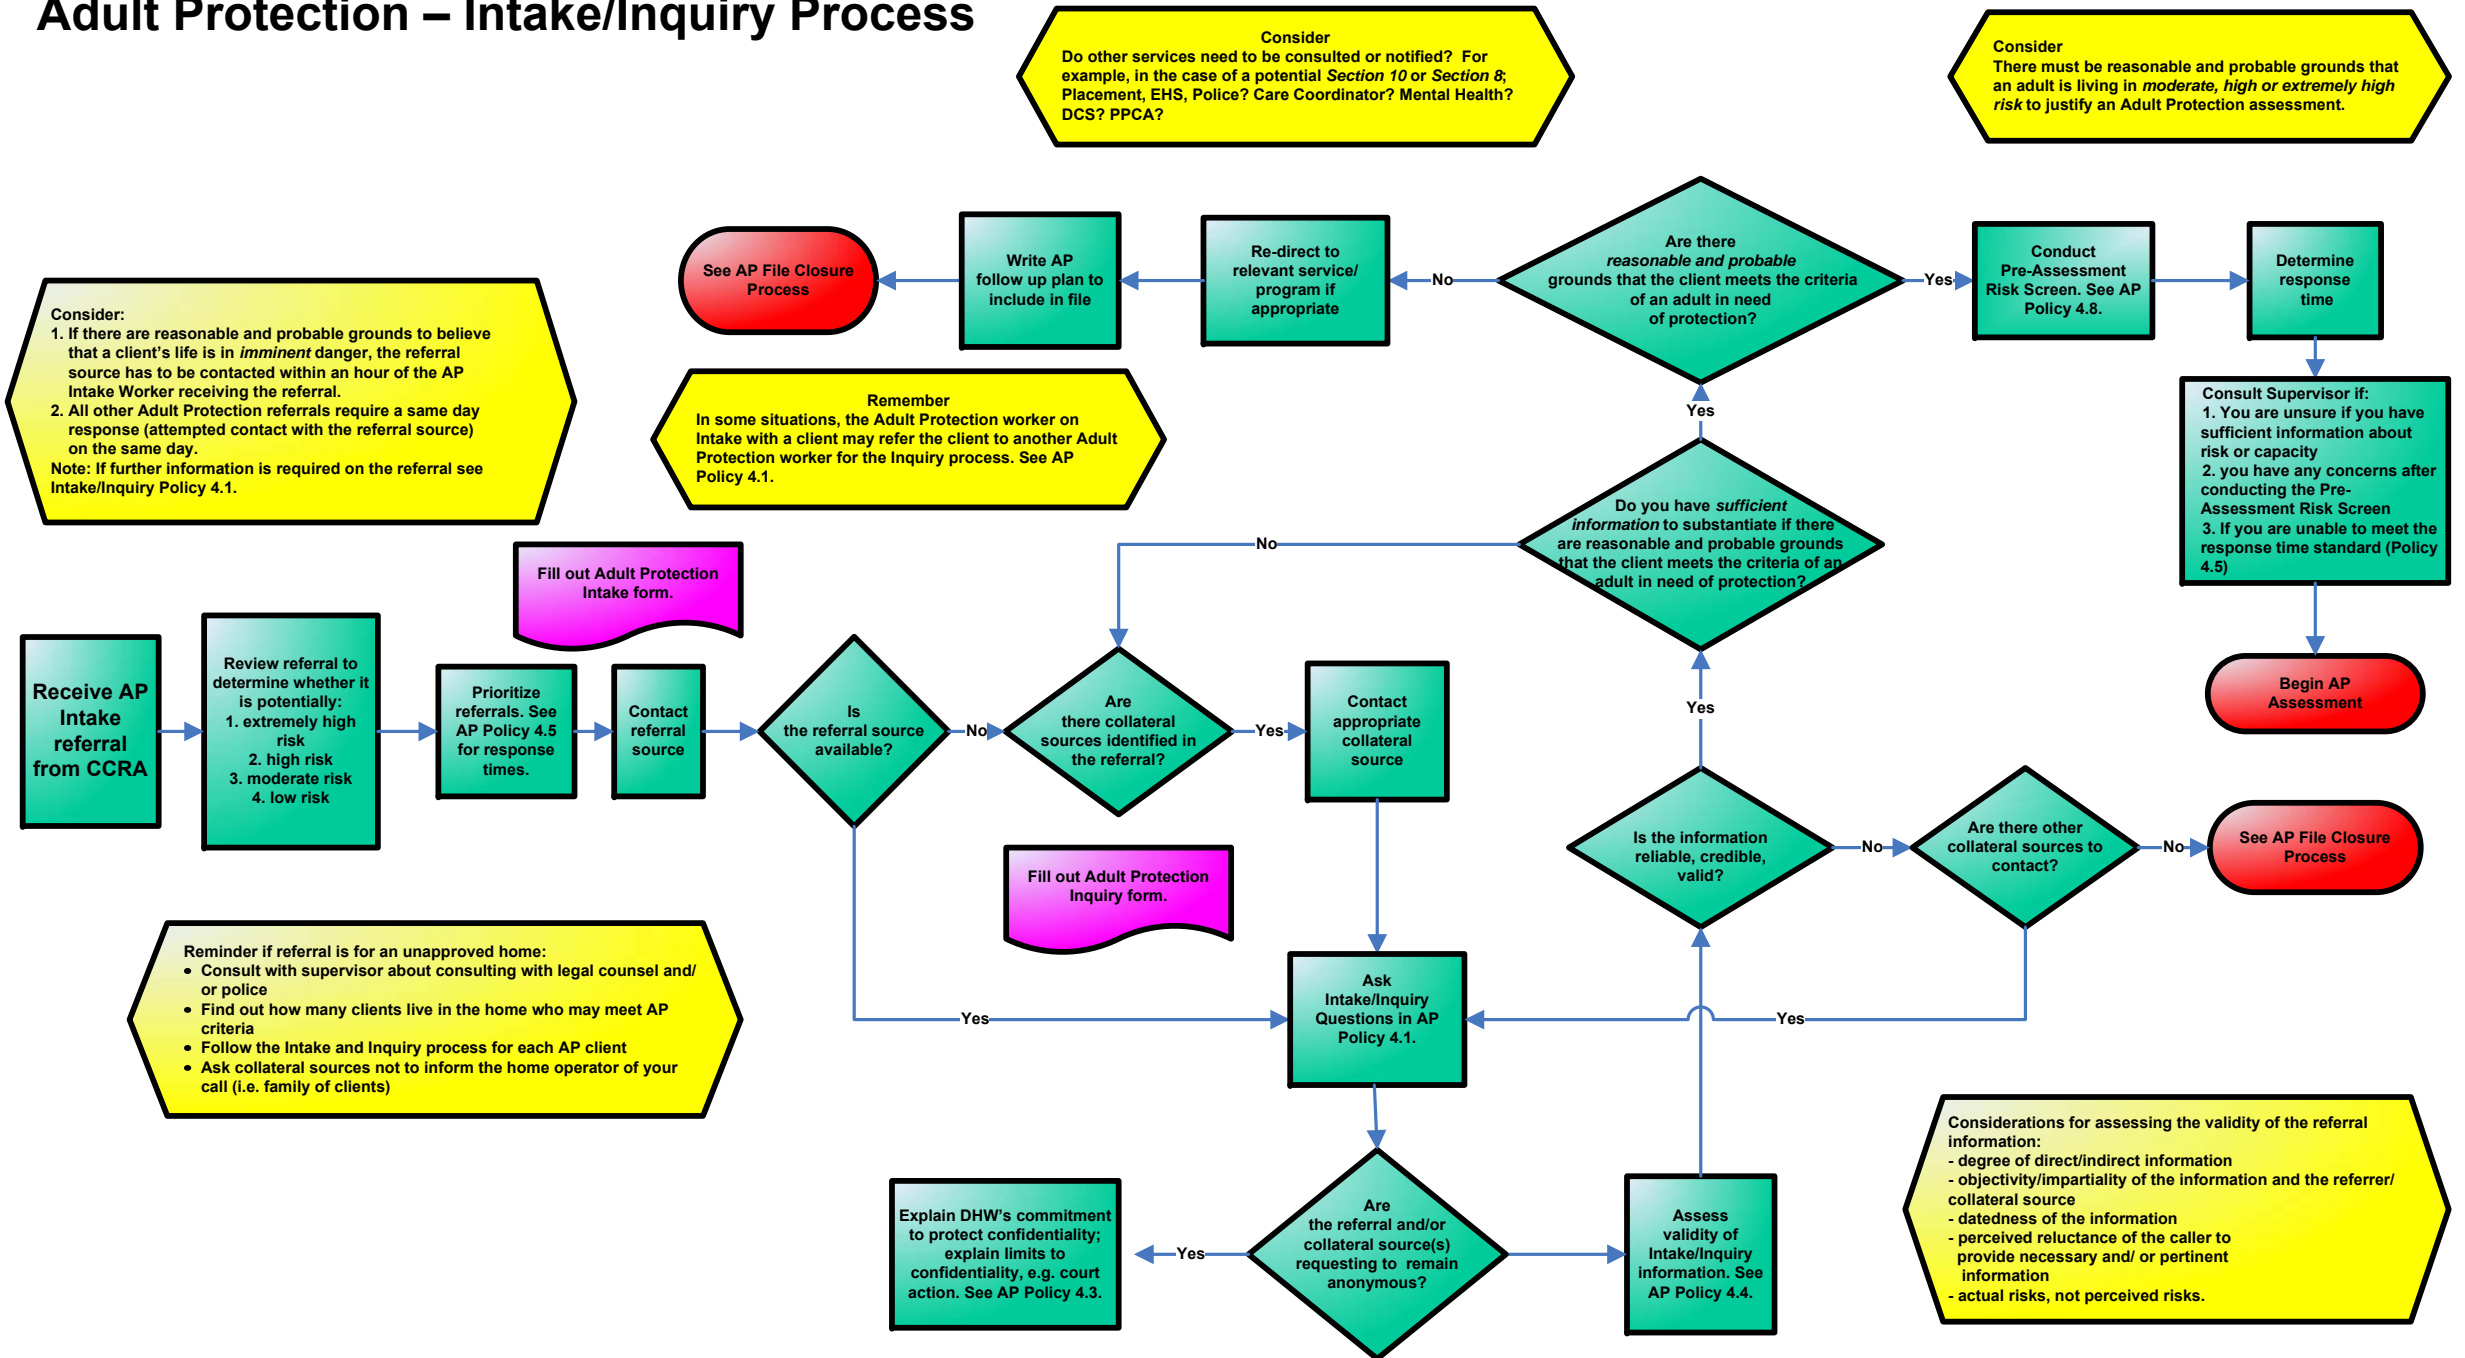 Adult Protection – Intake/Inquiry Process
Consider
Do other services need to be consulted or notified? For
example, in the case of a potential Section 10 or Section 8;
Placement, EHS, Police? Care Coordinator? Mental Health?
DCS? PPCA?
Consider
There must be reasonable and probable grounds that
an adult is living in moderate, high or extremely high
risk to justify an Adult Protection assessment.
See AP File Closure
Process
Write AP
follow up plan to
include in file
Re-direct to
relevant service/
program if
appropriate
No
Are there
reasonable and probable
grounds that the client meets the criteria
of an adult in need
of protection?
Yes
Conduct
Pre-Assessment
Risk Screen. See AP
Policy 4.8.
Determine
response
time
Consider:
1. If there are reasonable and probable grounds to believe
that a client's life is in imminent danger, the referral
source has to be contacted within an hour of the AP
Intake Worker receiving the referral.
2. All other Adult Protection referrals require a same day
response (attempted contact with the referral source)
on the same day.
Note: If further information is required on the referral see
Intake/Inquiry Policy 4.1.
Remember
In some situations, the Adult Protection worker on
Intake with a client may refer the client to another Adult
Protection worker for the Inquiry process. See AP
Policy 4.1.
Yes
Consult Supervisor if:
1. You are unsure if you have
sufficient information about
risk or capacity
2. you have any concerns after
conducting the Pre-
Assessment Risk Screen
3. If you are unable to meet the
response time standard (Policy
4.5)
No
Do you have sufficient
information to substantiate if there
are reasonable and probable grounds
that the client meets the criteria of an
adult in need of protection?
Fill out Adult Protection
Intake form.
Receive AP
Intake
referral
from CCRA
Review referral to
determine whether it
is potentially:
1. extremely high
risk
2. high risk
3. moderate risk
4. low risk
Prioritize
referrals. See
AP Policy 4.5
for response
times.
Contact
referral
source
Is
the referral source
available?
No
Are
there collateral
sources identified in
the referral?
Yes
Contact
appropriate
collateral
source
Yes
Begin AP
Assessment
Is the information
reliable, credible,
valid?
No
Are there other
collateral sources to
contact?
No
See AP File Closure
Process
Fill out Adult Protection
Inquiry form.
Reminder if referral is for an unapproved home:
• Consult with supervisor about consulting with legal counsel and/
or police
• Find out how many clients live in the home who may meet AP
criteria
• Follow the Intake and Inquiry process for each AP client
• Ask collateral sources not to inform the home operator of your
call (i.e. family of clients)
Yes
Ask
Intake/Inquiry
Questions in AP
Policy 4.1.
Yes
Explain DHW's commitment
to protect confidentiality;
explain limits to
confidentiality, e.g. court
action. See AP Policy 4.3.
Yes
Are
the referral and/or
collateral source(s)
requesting to remain
anonymous?
Assess
validity of
Intake/Inquiry
information. See
AP Policy 4.4.
Considerations for assessing the validity of the referral
information:
- degree of direct/indirect information
- objectivity/impartiality of the information and the referrer/
collateral source
- datedness of the information
- perceived reluctance of the caller to
provide necessary and/ or pertinent
information
- actual risks, not perceived risks.